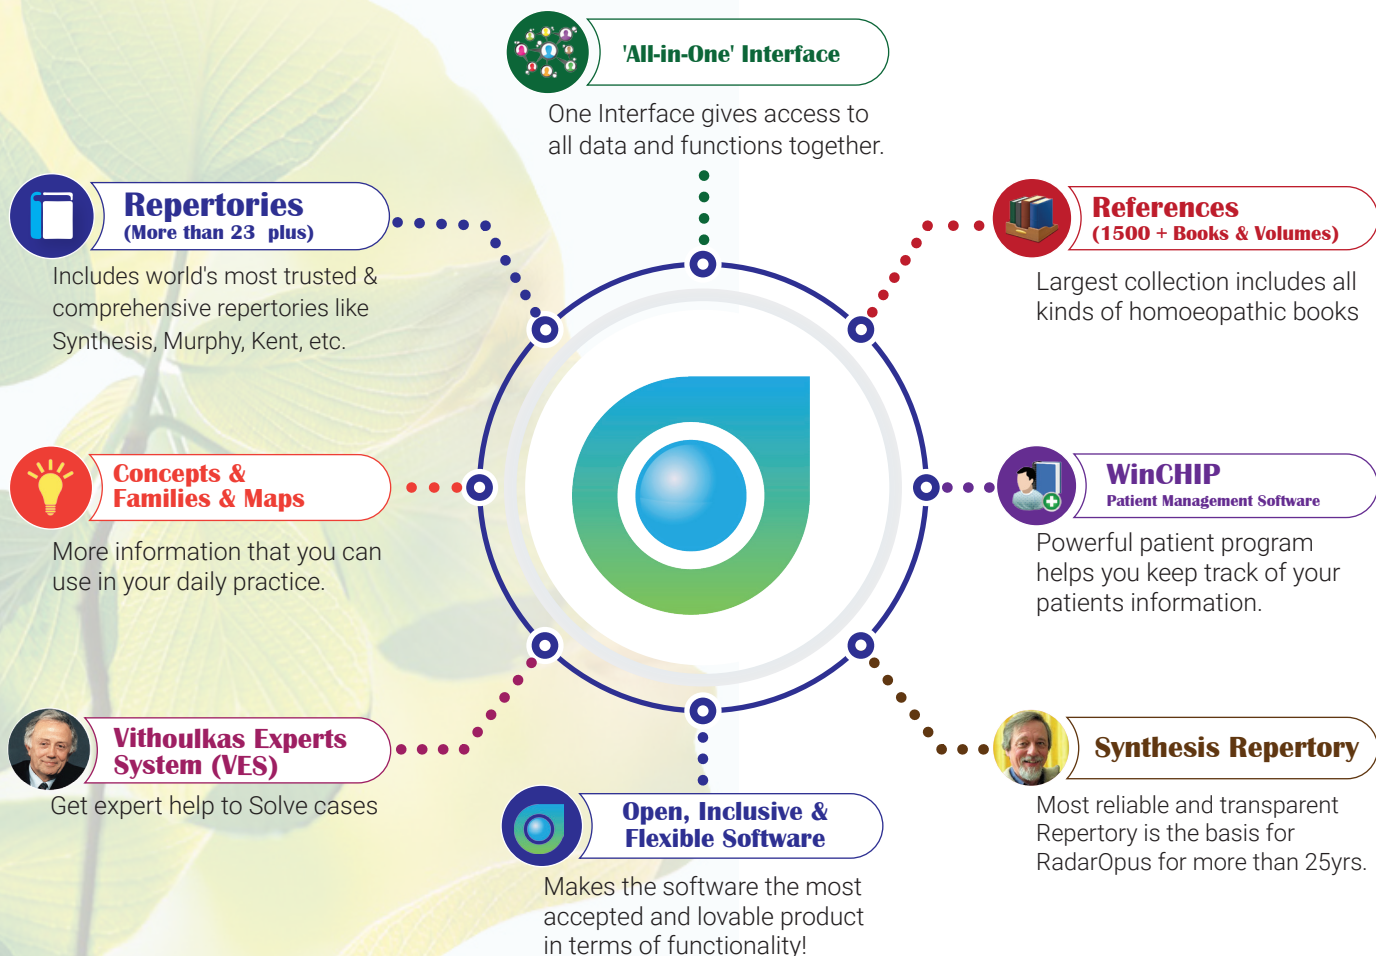 'All-in-One' Interface
One Interface gives access to
all data and functions together.
Repertories
(More than 23 plus)
Includes world's most trusted &
comprehensive repertories like
Synthesis, Murphy, Kent, etc.
References
(1500 + Books & Volumes)
Largest collection includes all
kinds of homoeopathic books
Concepts &
Families & Maps
More information that you can
use in your daily practice.
WinCHIP
Patient Management Software
Powerful patient program
helps you keep track of your
patients information.
Vithoulkas Experts
System (VES)
Get expert help to Solve cases
Synthesis Repertory
Most reliable and transparent
Repertory is the basis for
RadarOpus for more than 25yrs.
Open, Inclusive &
Flexible Software
Makes the software the most
accepted and lovable product
in terms of functionality!